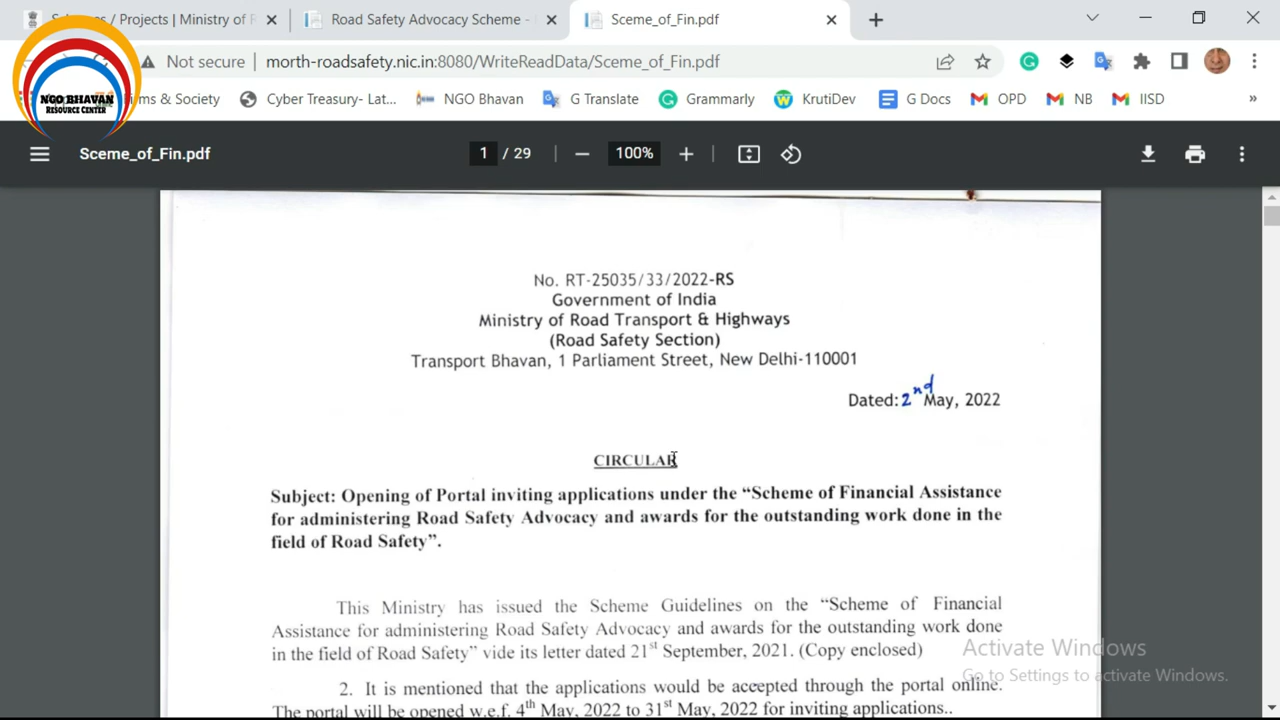 Schemes / Projects | Ministry of R
Road Safety Advocacy Scheme -
Sceme_of_Fin.pdf
Not secure
morth-roadsafety.nic.in:8080/WriteReadData/Sceme_of_Fin.pdf
NGO BHAVAN
RESOURCE CENTER
& Society
Cyber Treasury- Lat...
NGO Bhavan
G Translate
Grammarly
KrutiDev
G Docs
OPD
NB
IISD
»
Sceme_of_Fin.pdf
1 / 29
100%
No. RT-25035/33/2022-RS
Government of India
Ministry of Road Transport & Highways
(Road Safety Section)
Transport Bhavan, 1 Parliament Street, New Delhi-110001
Dated: 2nd May, 2022
CIRCULAR
Subject: Opening of Portal inviting applications under the “Scheme of Financial Assistance
for administering Road Safety Advocacy and awards for the outstanding work done in the
field of Road Safety”.
This Ministry has issued the Scheme Guidelines on the “Scheme of Financial
Assistance for administering Road Safety Advocacy and awards for the outstanding work done
in the field of Road Safety” vide its letter dated 21st September, 2021. (Copy enclosed)
2. It is mentioned that the applications would be accepted through the portal online.
The portal will be opened w.e.f. 4th May, 2022 to 31st May, 2022 for inviting applications..
Activate Windows
Go to Settings to activate Windows.